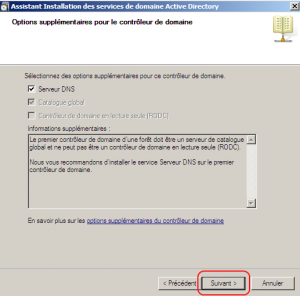 Assistant Installation des services de domaine Active Directory
Options supplémentaires pour le contrôleur de domaine
Sélectionnez des options supplémentaires pour ce contrôleur de domaine.
Serveur DNS
Catalogue global
Contrôleur de domaine en lecture seule (RODC)
Informations supplémentaires :
Le premier contrôleur de domaine d'une forêt doit être un serveur de catalogue
global et ne peut pas être un contrôleur de domaine en lecture seule (RODC).
Nous vous recommandons d'installer le service Serveur DNS sur le premier
contrôleur de domaine.
En savoir plus sur les options supplémentaires du contrôleur de domaine
< Précédent
Suivant >
Annuler